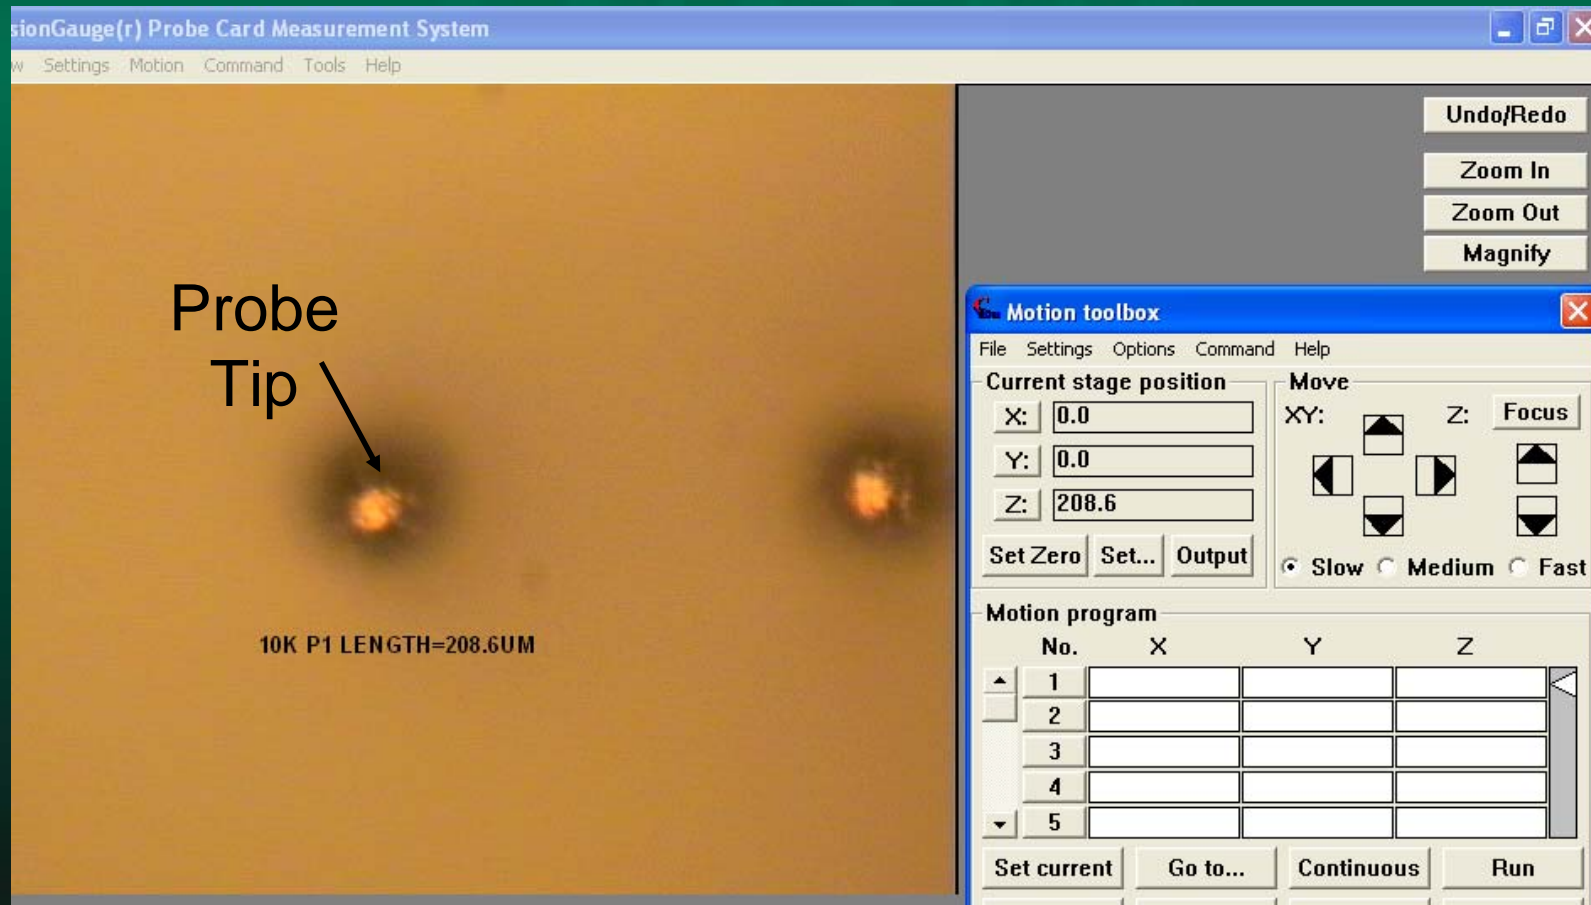 sionGauge(r) Probe Card Measurement System
w Settings Motion Command Tools Help
Undo/Redo
Zoom In
Zoom Out
Magnify
Probe
Tip
10K P1 LENGTH=208.6UM
Motion toolbox
File Settings Options Command Help
Current stage position
X: 0.0
Y: 0.0
Z: 208.6
Set Zero Set... Output
Move
XY: Z: Focus
Slow Medium Fast
Motion program
No. X Y Z
1
2
3
4
5
Set current Go to... Continuous Run